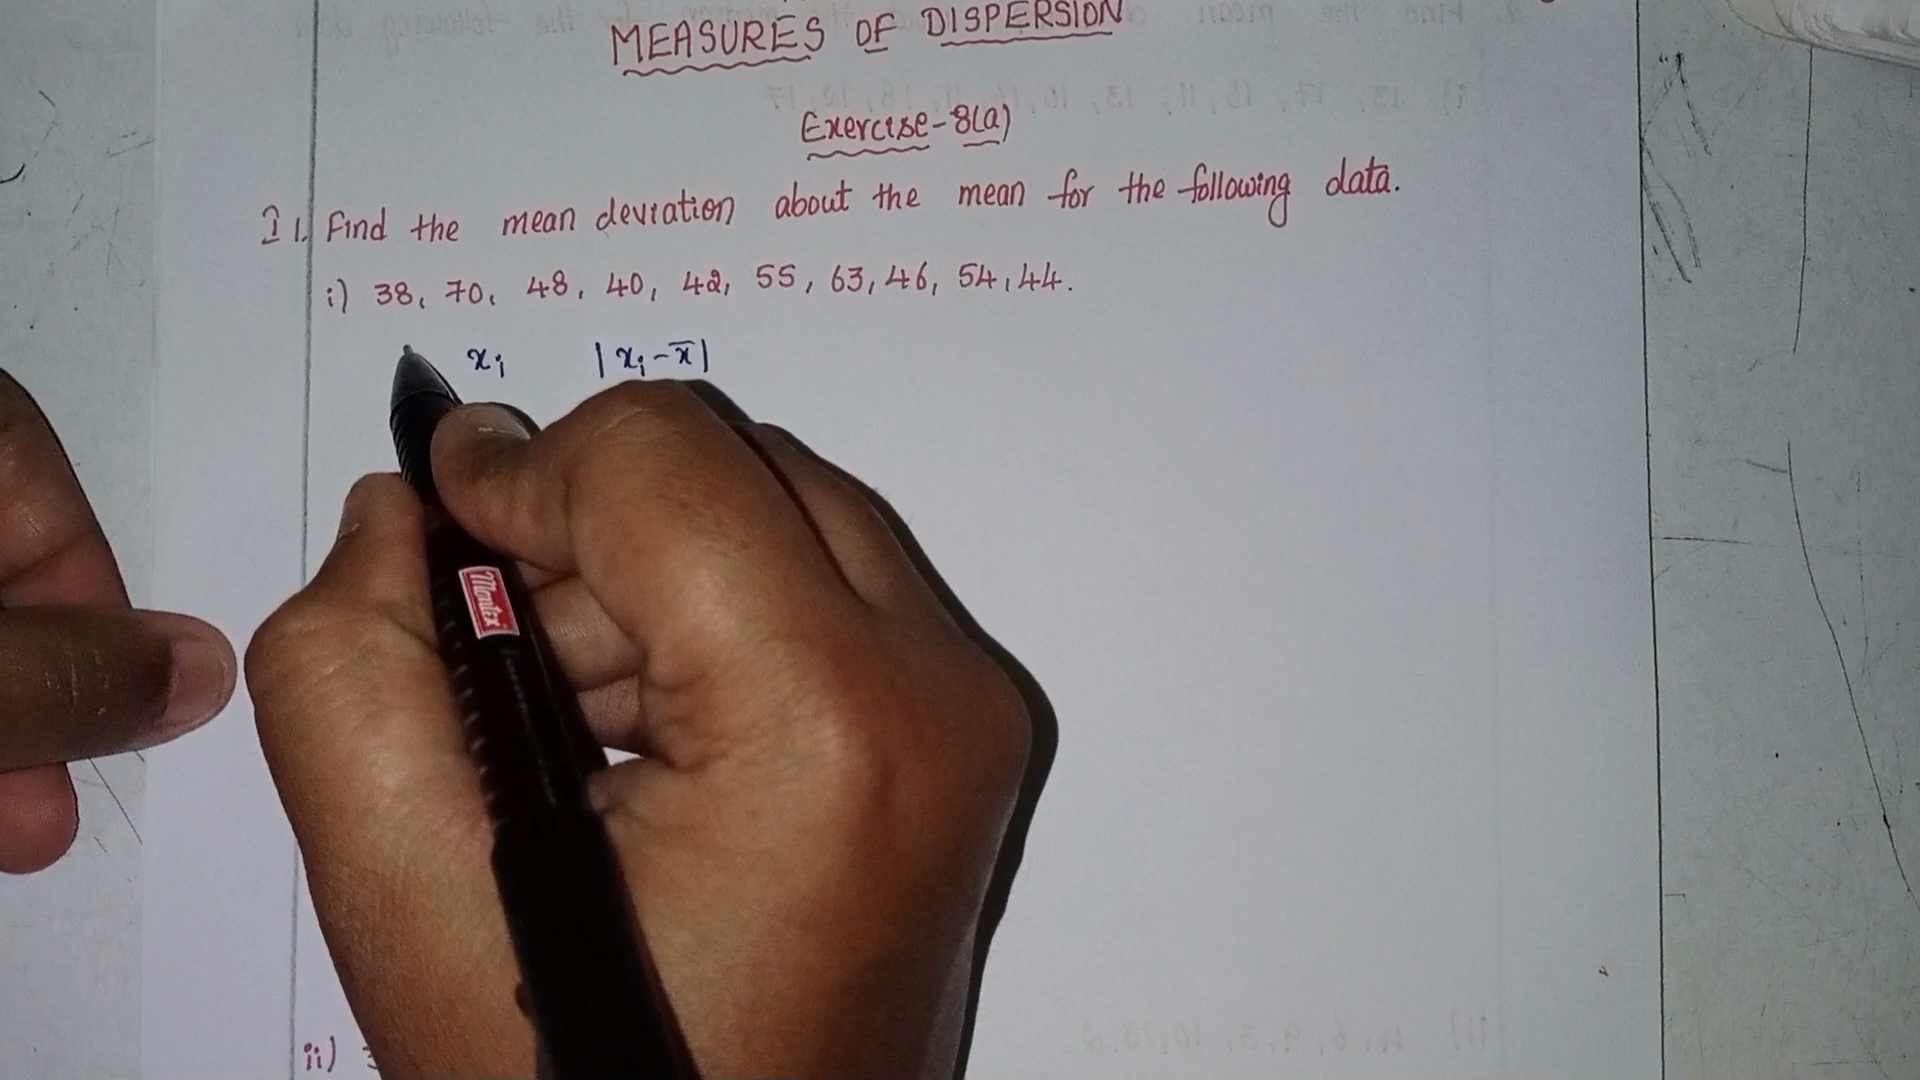 MEASURES OF DISPERSION
Exercise-8(a)
I 1. Find the mean deviation about the mean for the following data.
i) 38, 70, 48, 40, 42, 55, 63, 46, 54, 44.
xi |xi - x̄|
Montex
ii) 3